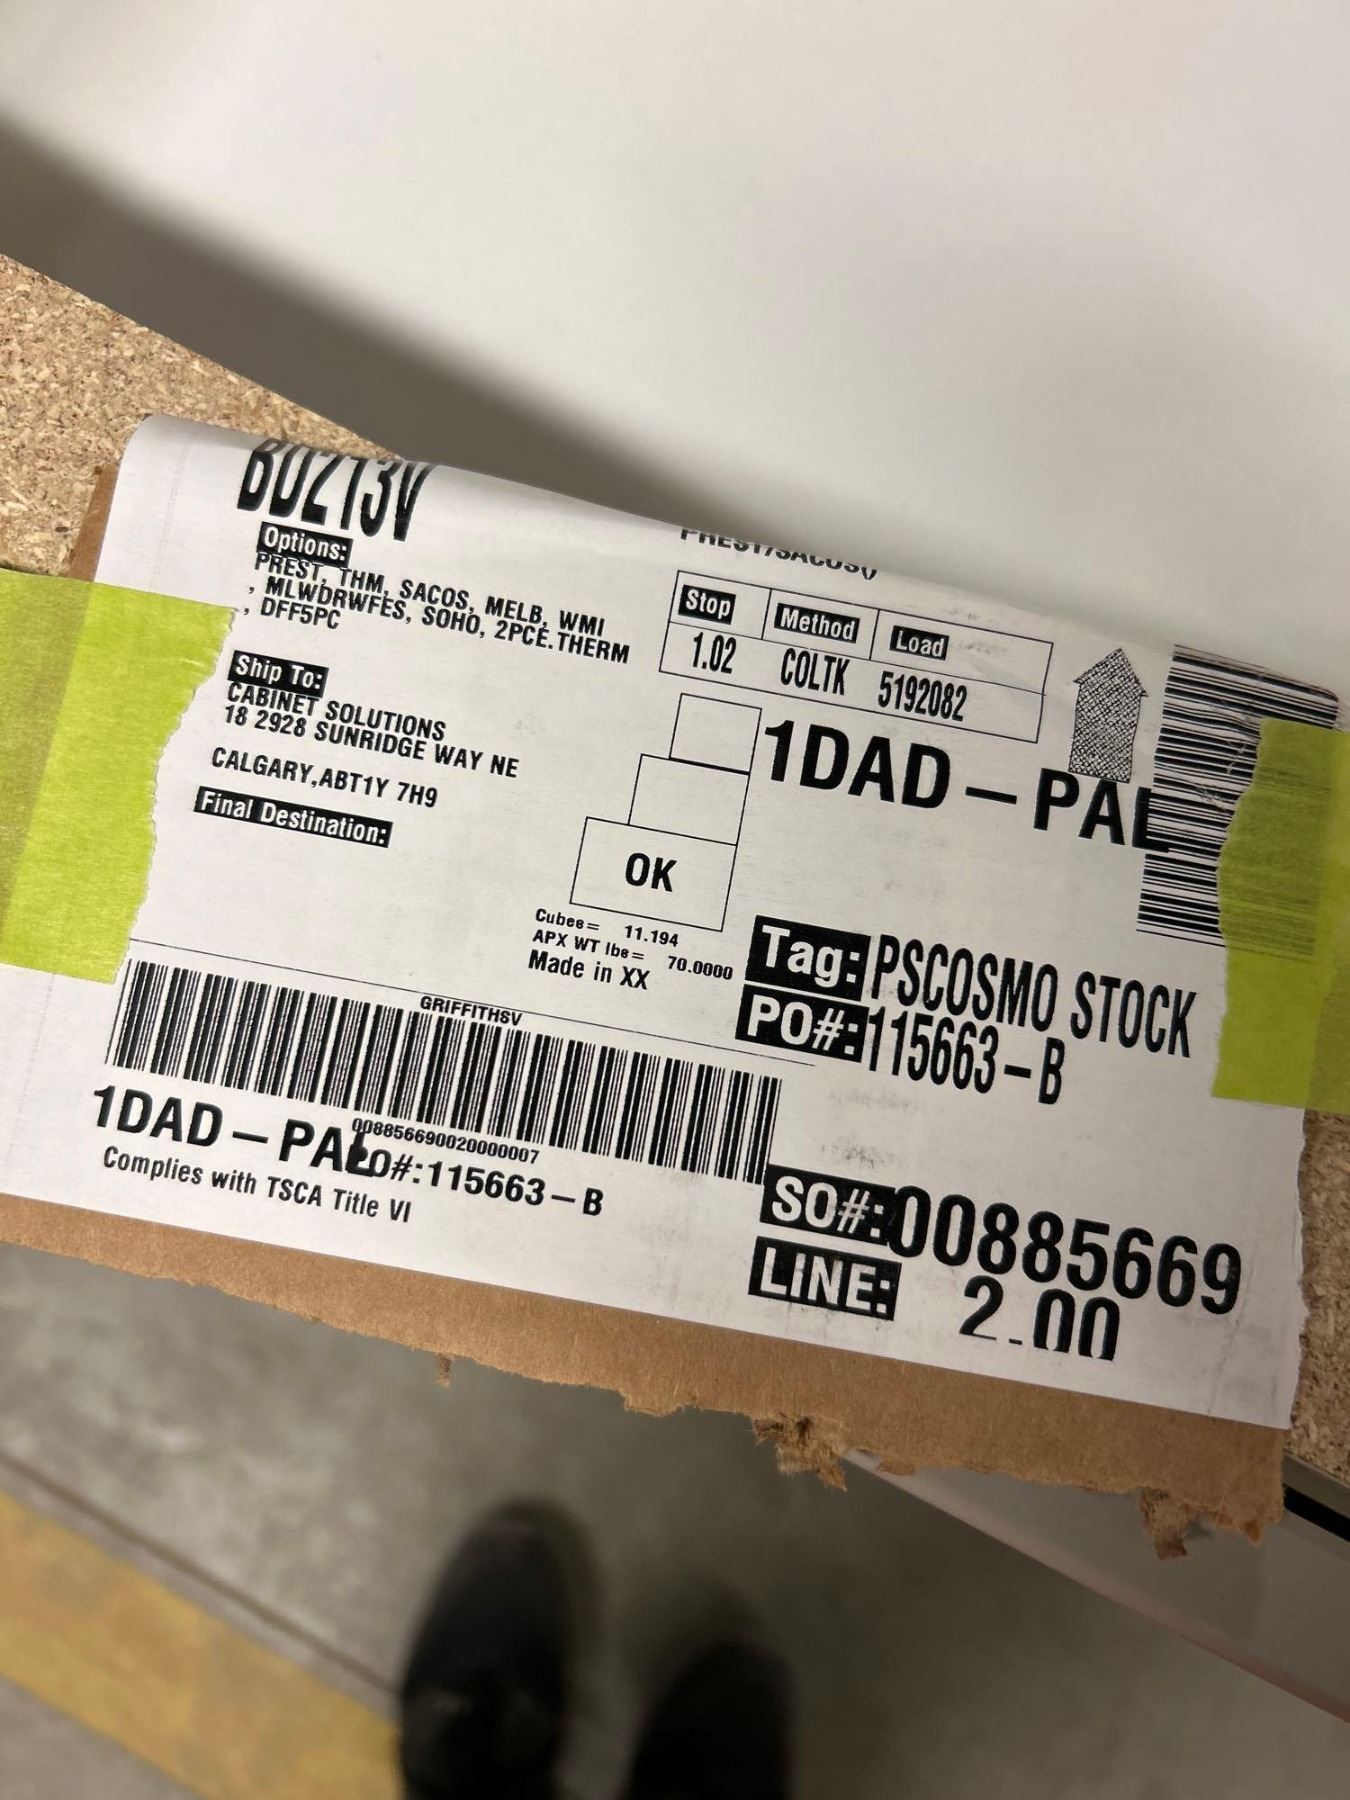 BD213V
Options:
PREST, THM, SACOS, MELB, WMI
, MLWDRWFES, SOHO, 2PCE.THERM
, DFF5PC
PREST/SACOS()
Stop Method Load
1.02 COLTK 5192082
Ship To:
CABINET SOLUTIONS
18 2928 SUNRIDGE WAY NE
CALGARY,ABT1Y 7H9
Final Destination:
1DAD-PAL
OK
Cubes= 11.194
APX WT lbs= 70.0000
Made in XX
Tag: PSCOSMO STOCK
PO#: 115663-B
GRIFFITHSV
008856690020000007
1DAD-PAL
PO#:115663-B
Complies with TSCA Title VI
SO#: 00885669
LINE: 2.00